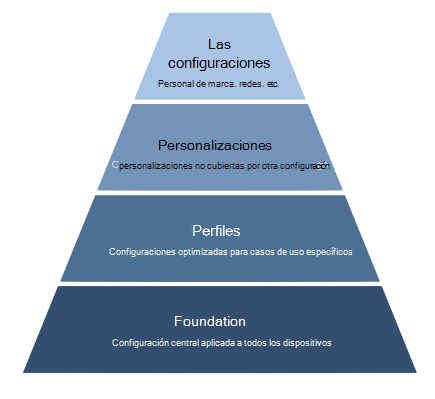 Las
configuraciones
Personal de marca. redes. etc.
Personalizaciones
personalizaciones no cubiertas por otra configuración
Perfiles
Configuraciones optimizadas para casos de uso específicos
Foundation
Configuración central aplicada a todos los dispositivos